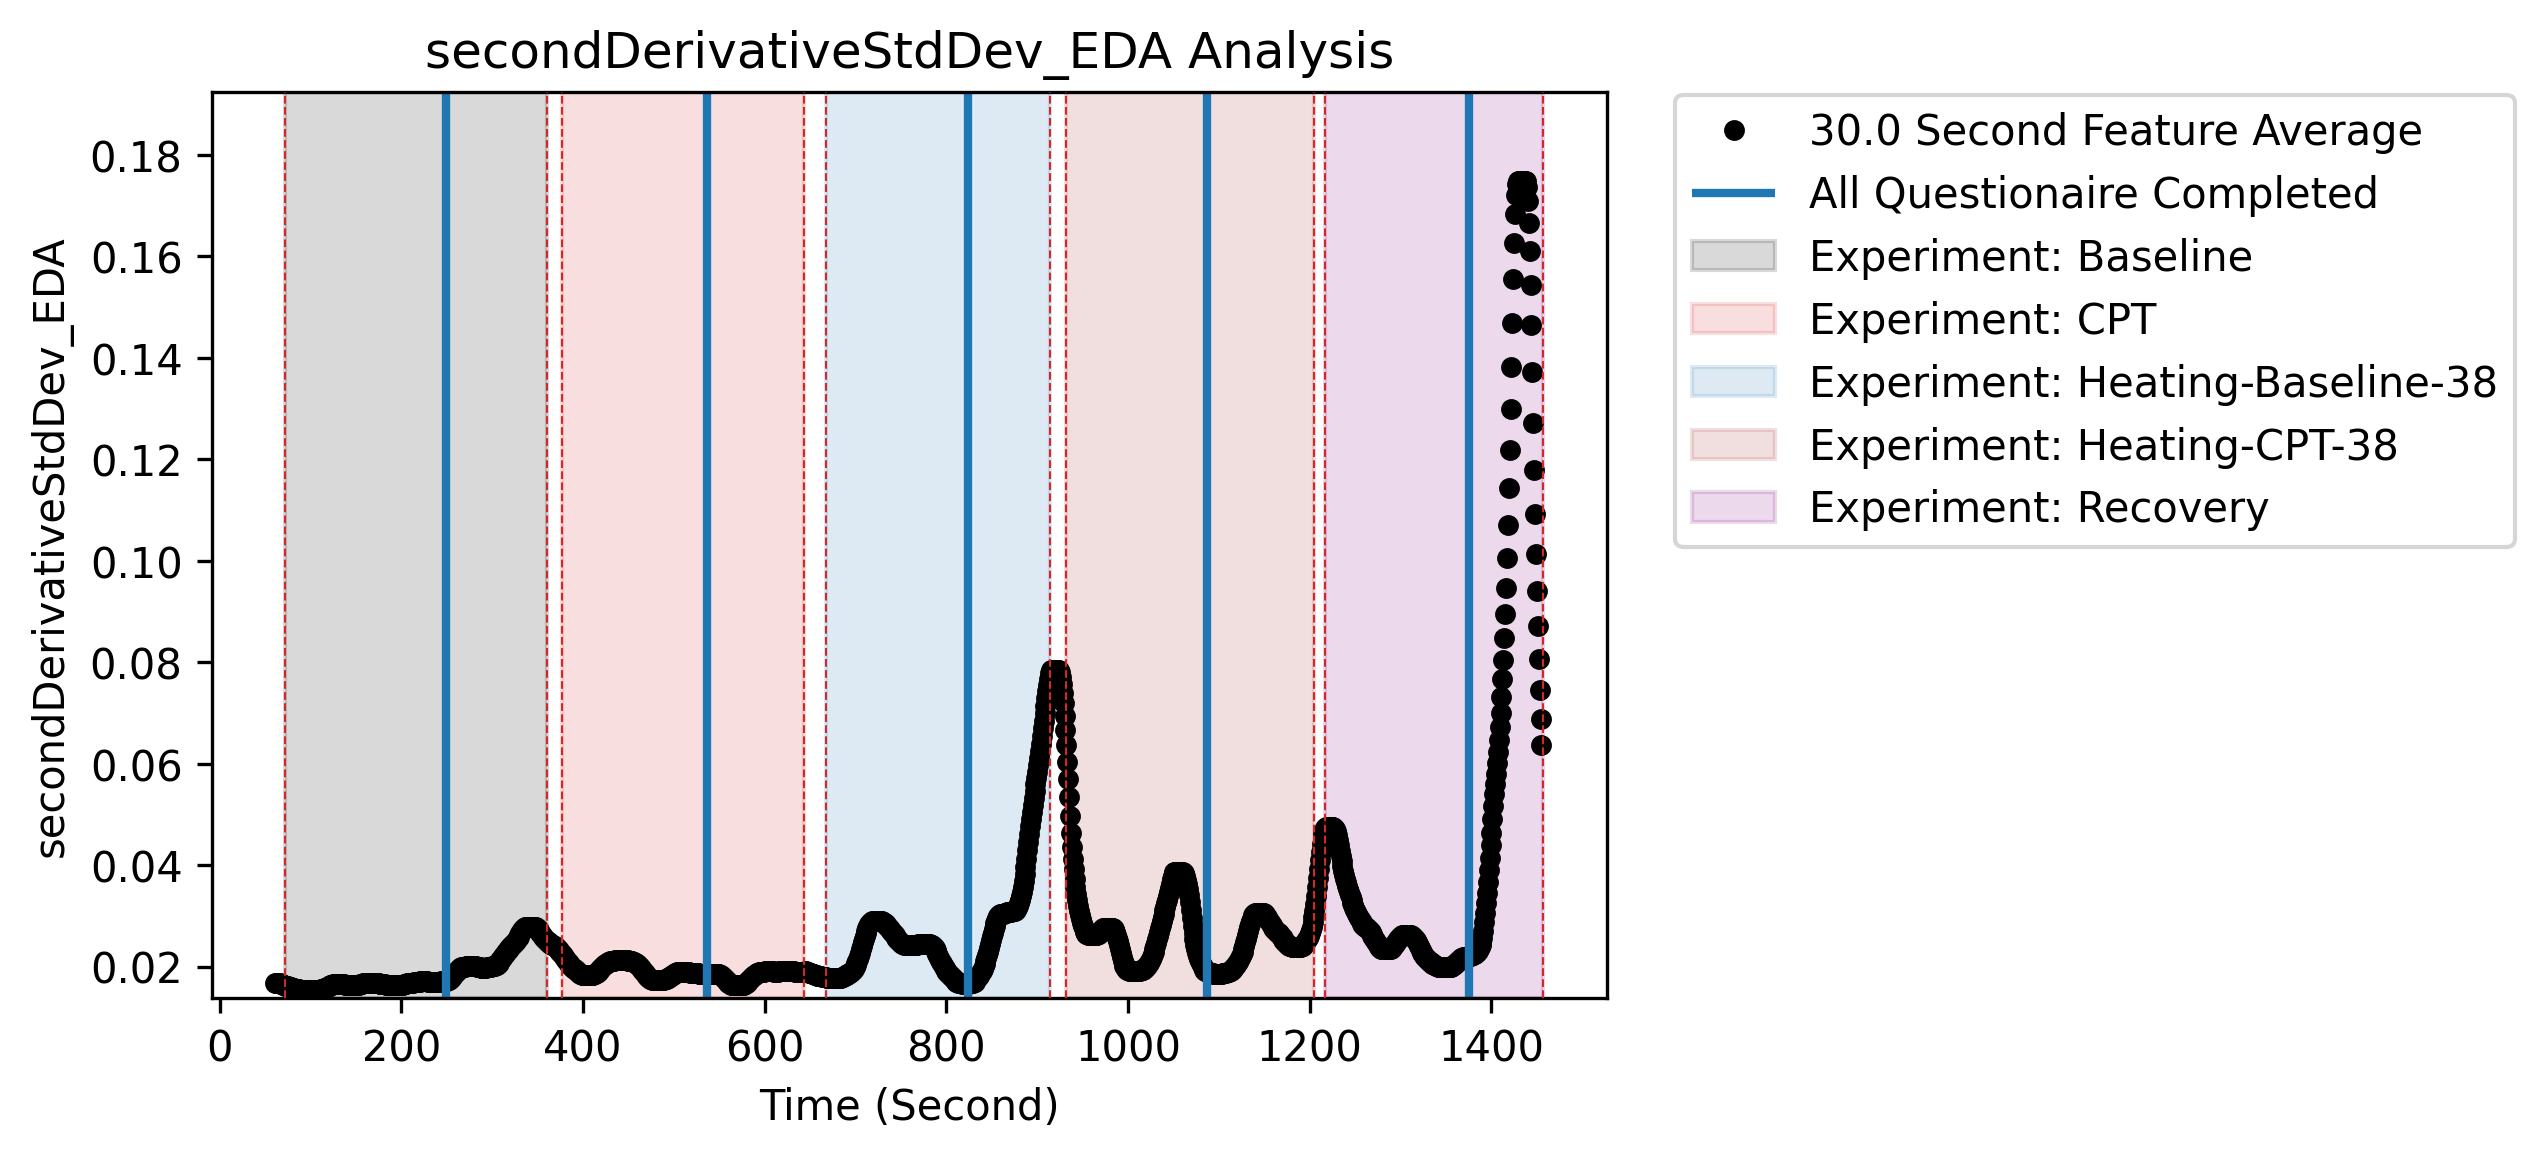 secondDerivativeStdDev_EDA Analysis
secondDerivativeStdDev_EDA
0.18
0.16
0.14
0.12
0.10
0.08
0.06
0.04
0.02
0 200 400 600 800 1000 1200 1400
Time (Second)
30.0 Second Feature Average
All Questionaire Completed
Experiment: Baseline
Experiment: CPT
Experiment: Heating-Baseline-38
Experiment: Heating-CPT-38
Experiment: Recovery